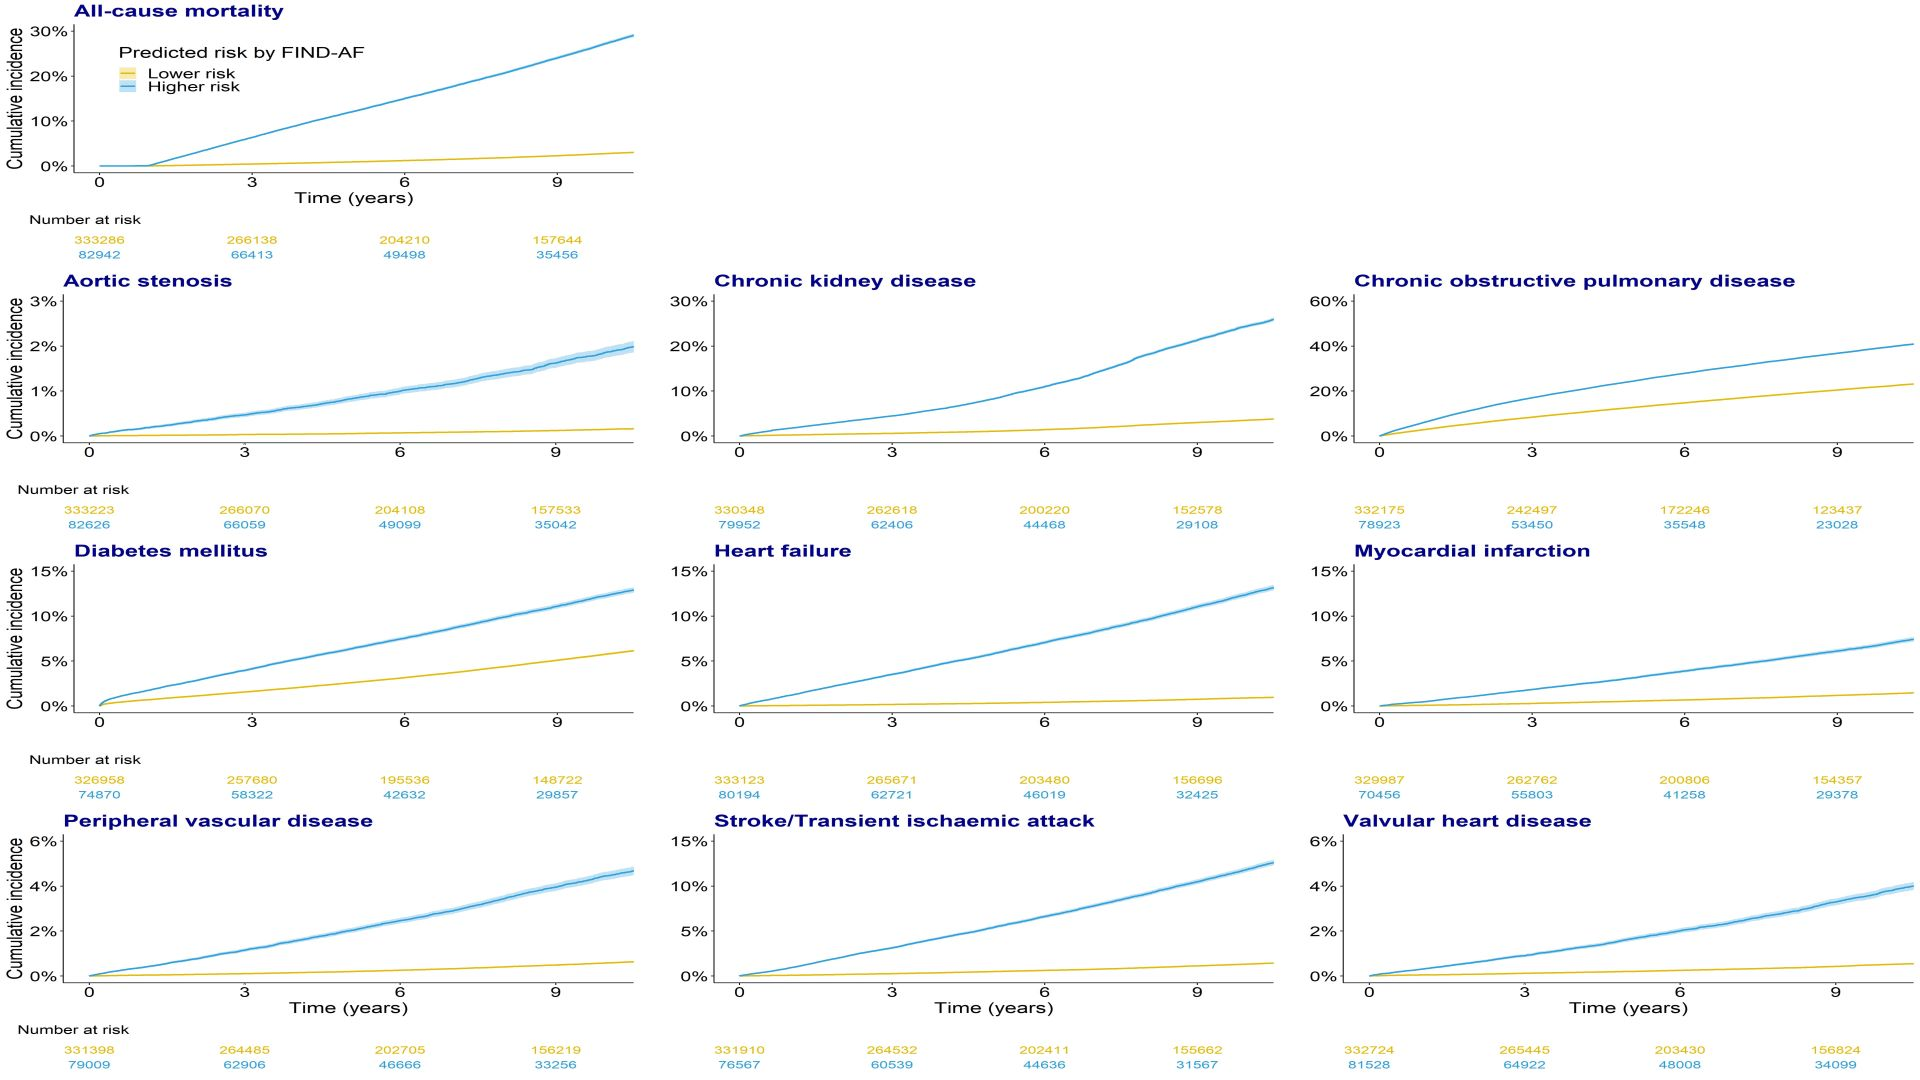 All-cause mortality
Cumulative incidence
30%
20%
10%
0%
Predicted risk by FIND-AF
Lower risk
Higher risk
0 3 6 9
Time (years)
Number at risk
333286 266138 204210 157644
82942 66413 49498 35456
Aortic stenosis
Cumulative incidence
3%
2%
1%
0%
0 3 6 9
Number at risk
333223 266070 204108 157533
82626 66059 49099 35042
Chronic kidney disease
30%
20%
10%
0%
0 3 6 9
330348 262618 200220 152578
79952 62406 44468 29108
Chronic obstructive pulmonary disease
60%
40%
20%
0%
0 3 6 9
332175 242497 172246 123437
78923 53450 35548 23028
Diabetes mellitus
Cumulative incidence
15%
10%
5%
0%
0 3 6 9
Number at risk
326958 257680 195536 148722
74870 58322 42632 29857
Heart failure
15%
10%
5%
0%
0 3 6 9
333123 265671 203480 156696
80194 62721 46019 32425
Myocardial infarction
15%
10%
5%
0%
0 3 6 9
329987 262762 200806 154357
70456 55803 41258 29378
Peripheral vascular disease
Cumulative incidence
6%
4%
2%
0%
0 3 6 9
Time (years)
Number at risk
331398 264485 202705 156219
79009 62906 46666 33256
Stroke/Transient ischaemic attack
15%
10%
5%
0%
0 3 6 9
Time (years)
331910 264532 202411 155662
76567 60539 44636 31567
Valvular heart disease
6%
4%
2%
0%
0 3 6 9
Time (years)
332724 265445 203430 156824
81528 64922 48008 34099